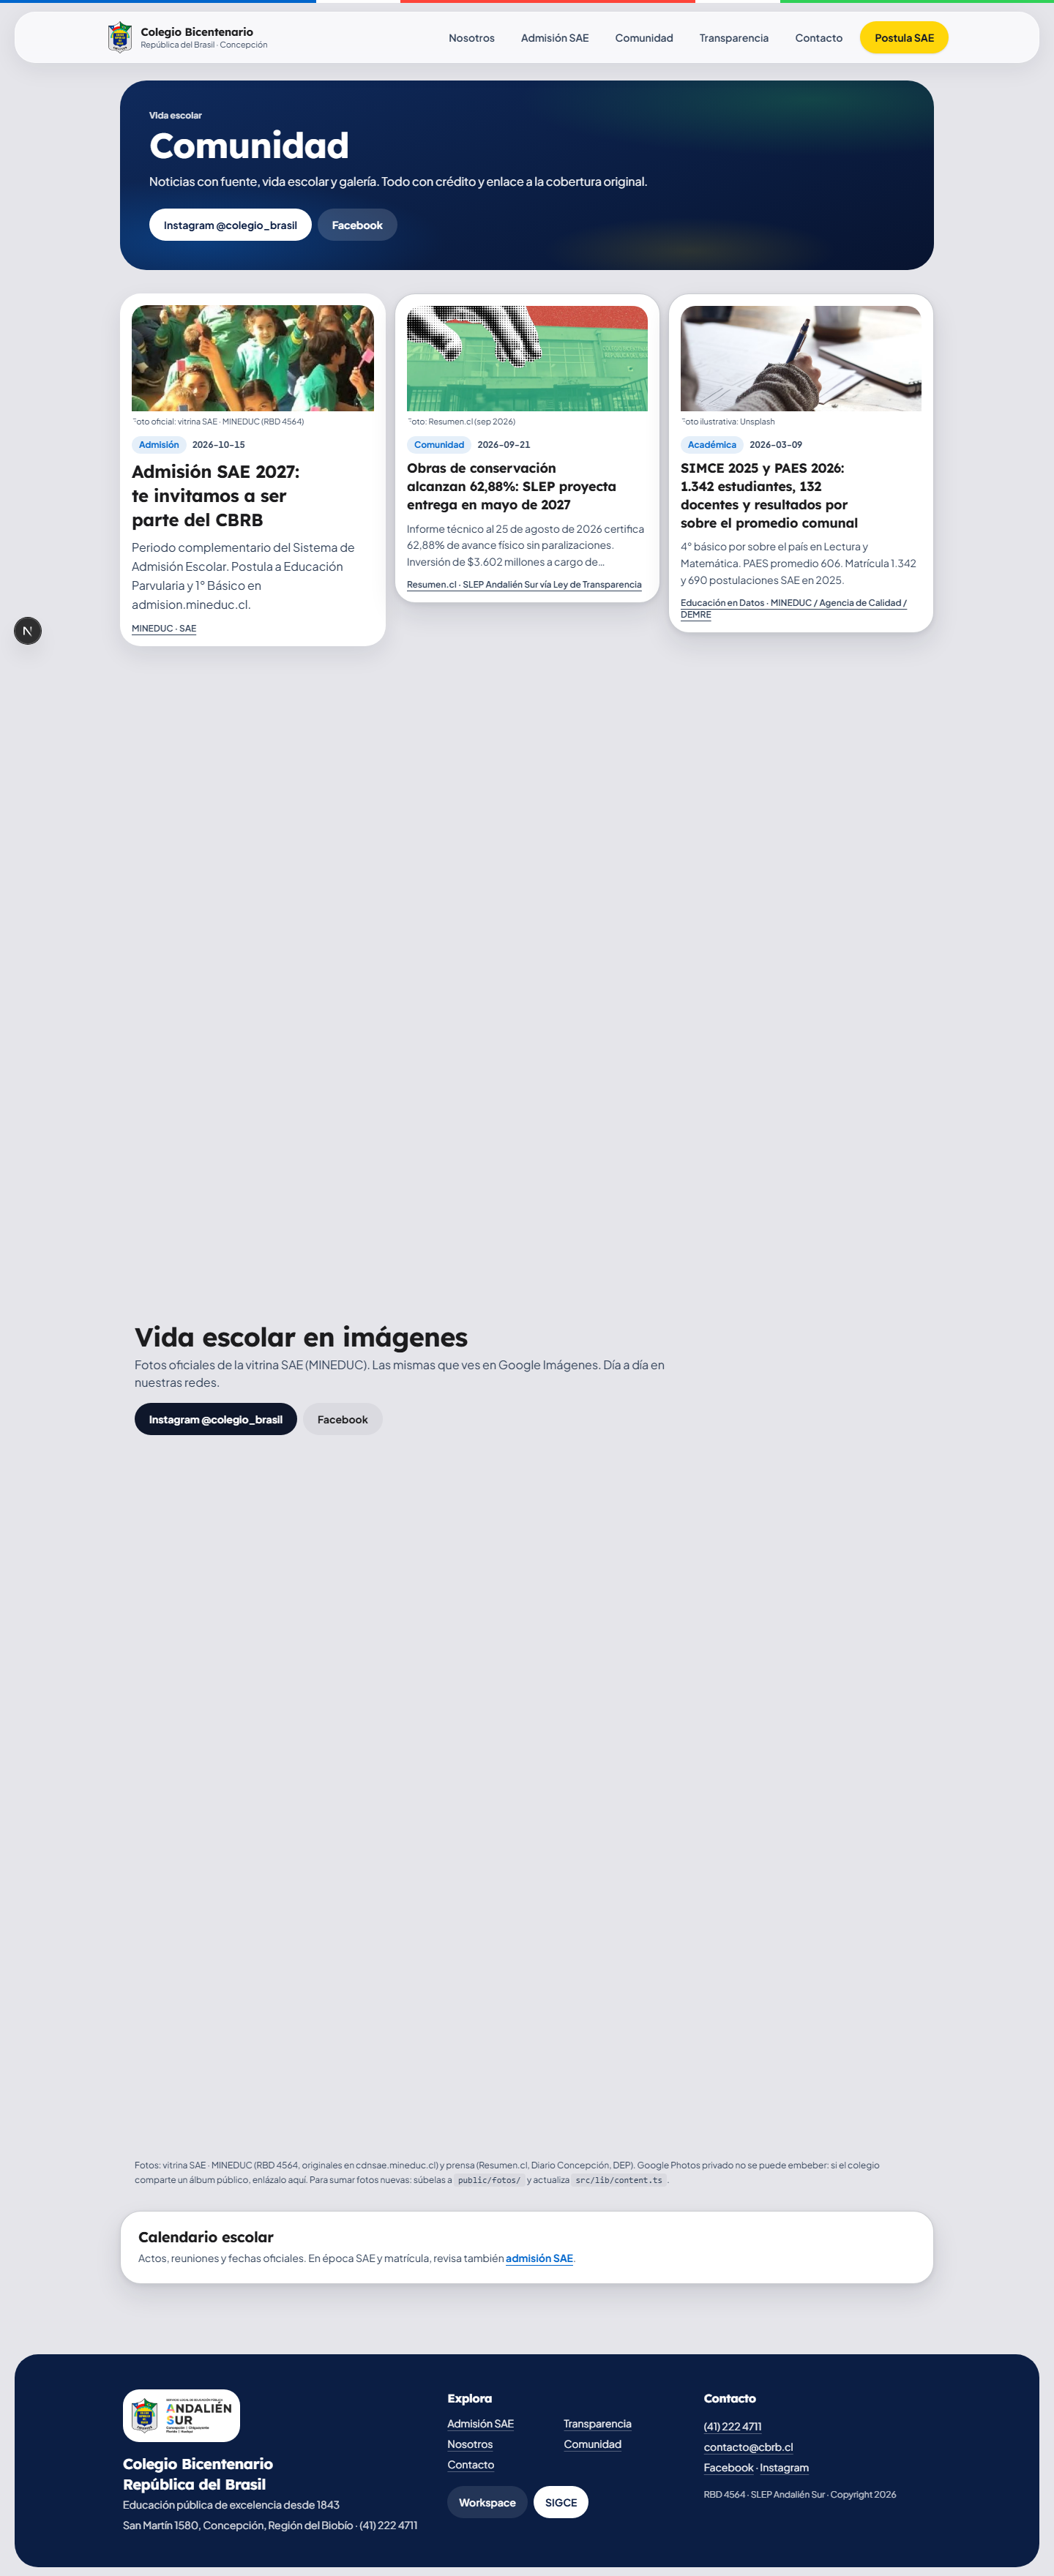 Colegio Bicentenario
República del Brasil · Concepción
Nosotros
Admisión SAE
Comunidad
Transparencia
Contacto
Postula SAE
Vida escolar
Comunidad
Noticias con fuente, vida escolar y galería. Todo con crédito y enlace a la cobertura original.
Instagram @colegio_brasil
Facebook
Foto oficial: vitrina SAE · MINEDUC (RBD 4564)
Admisión 2026-10-15
Admisión SAE 2027:
te invitamos a ser
parte del CBRB
Periodo complementario del Sistema de
Admisión Escolar. Postula a Educación
Parvularia y 1° Básico en
admision.mineduc.cl.
MINEDUC · SAE
Foto: Resumen.cl (sep 2026)
Comunidad 2026-09-21
Obras de conservación
alcanzan 62,88%: SLEP proyecta
entrega en mayo de 2027
Informe técnico al 25 de agosto de 2026 certifica
62,88% de avance físico sin paralizaciones.
Inversión de $3.602 millones a cargo de…
Resumen.cl · SLEP Andalién Sur vía Ley de Transparencia
Foto ilustrativa: Unsplash
Académica 2026-03-09
SIMCE 2025 y PAES 2026:
1.342 estudiantes, 132
docentes y resultados por
sobre el promedio comunal
4° básico por sobre el país en Lectura y
Matemática. PAES promedio 606. Matrícula 1.342
y 690 postulaciones SAE en 2025.
Educación en Datos · MINEDUC / Agencia de Calidad /
DEMRE
N
Vida escolar en imágenes
Fotos oficiales de la vitrina SAE (MINEDUC). Las mismas que ves en Google Imágenes. Día a día en
nuestras redes.
Instagram @colegio_brasil
Facebook
Fotos: vitrina SAE · MINEDUC (RBD 4564, originales en cdnsae.mineduc.cl) y prensa (Resumen.cl, Diario Concepción, DEP). Google Photos privado no se puede embeber: si el colegio
comparte un álbum público, enlázalo aquí. Para sumar fotos nuevas: súbelas a public/fotos/ y actualiza src/lib/content.ts.
Calendario escolar
Actos, reuniones y fechas oficiales. En época SAE y matrícula, revisa también admisión SAE.
ANDALIÉN
SUR
Colegio Bicentenario
República del Brasil
Educación pública de excelencia desde 1843
San Martín 1580, Concepción, Región del Biobío · (41) 222 4711
Explora
Admisión SAE
Transparencia
Nosotros
Comunidad
Contacto
Workspace
SIGCE
Contacto
(41) 222 4711
contacto@cbrb.cl
Facebook · Instagram
RBD 4564 · SLEP Andalién Sur · Copyright 2026